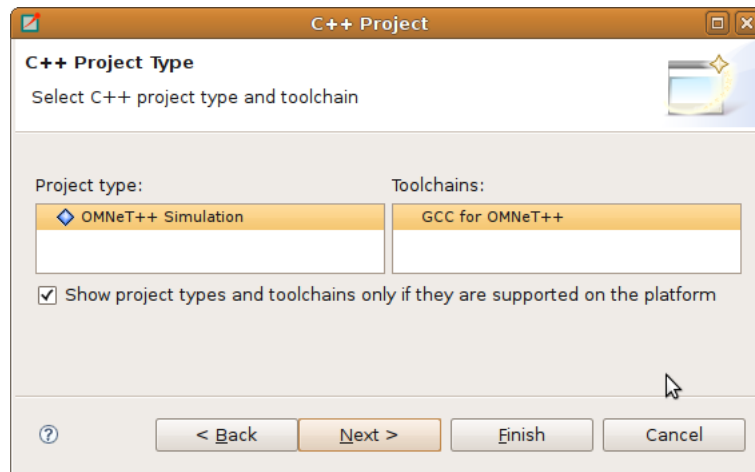 C++ Project
C++ Project Type
Select C++ project type and toolchain
Project type:
Toolchains:
OMNeT++ Simulation
GCC for OMNeT++
Show project types and toolchains only if they are supported on the platform
?
< Back
Next >
Finish
Cancel